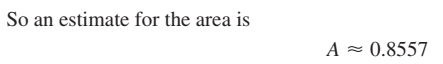 So an estimate for the area is
A ≈ 0.8557